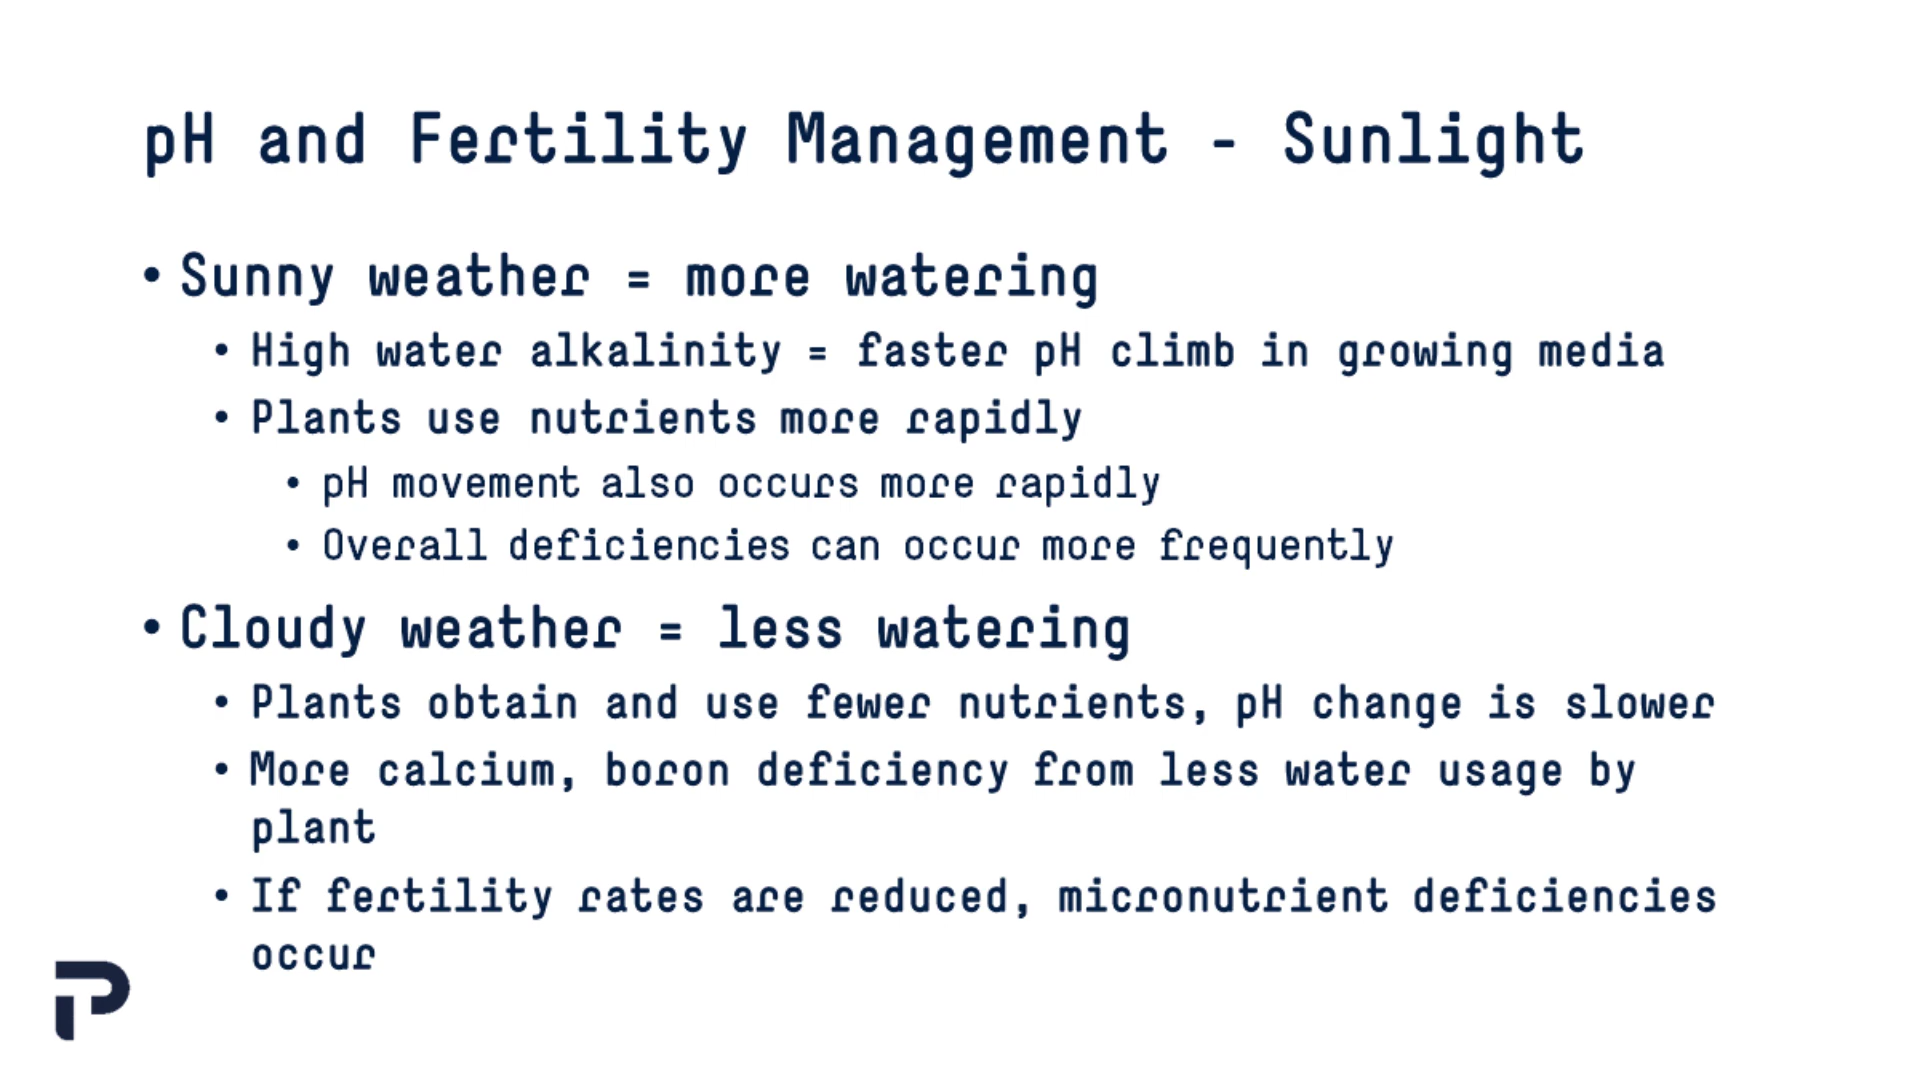 pH and Fertility Management - Sunlight
• Sunny weather = more watering
• High water alkalinity = faster pH climb in growing media
• Plants use nutrients more rapidly
• pH movement also occurs more rapidly
• Overall deficiencies can occur more frequently
• Cloudy weather = less watering
• Plants obtain and use fewer nutrients, pH change is slower
• More calcium, boron deficiency from less water usage by
plant
• If fertility rates are reduced, micronutrient deficiencies
occur
P